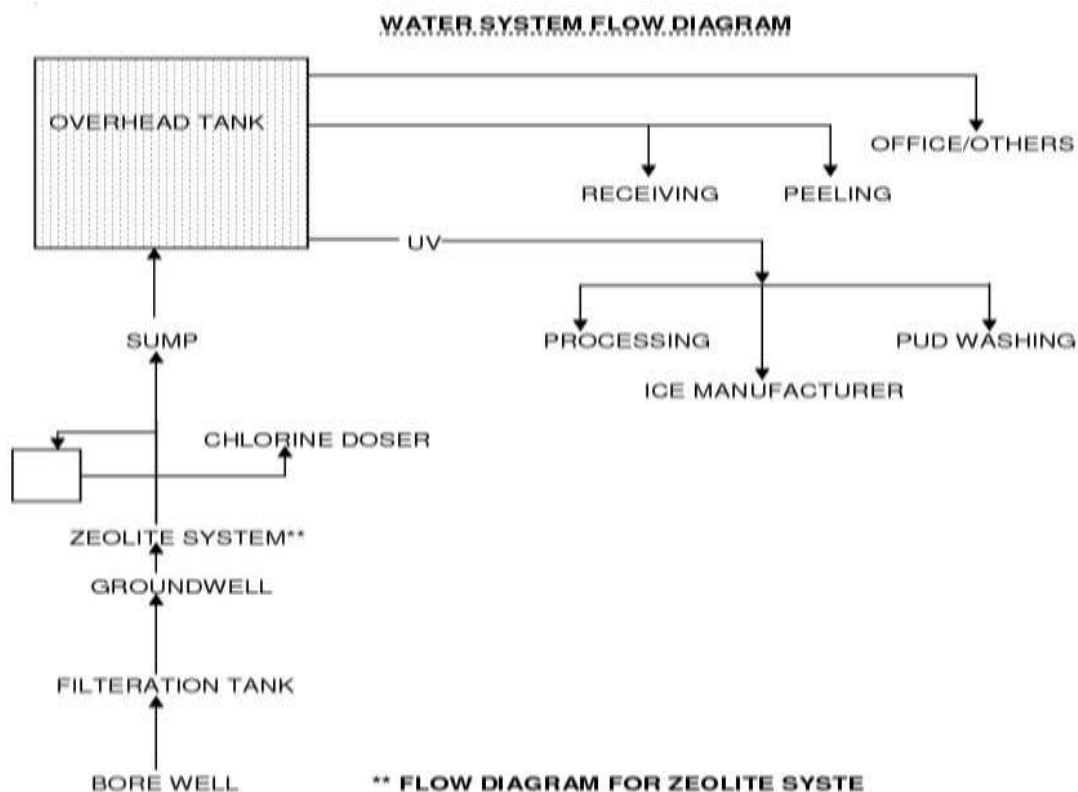 WATER SYSTEM FLOW DIAGRAM
OVERHEAD TANK
OFFICE/OTHERS
RECEIVING
PEELING
UV
SUMP
PROCESSING
PUD WASHING
ICE MANUFACTURER
CHLORINE DOSER
ZEOLITE SYSTEM**
GROUNDWELL
FILTERATION TANK
BORE WELL
** FLOW DIAGRAM FOR ZEOLITE SYSTE